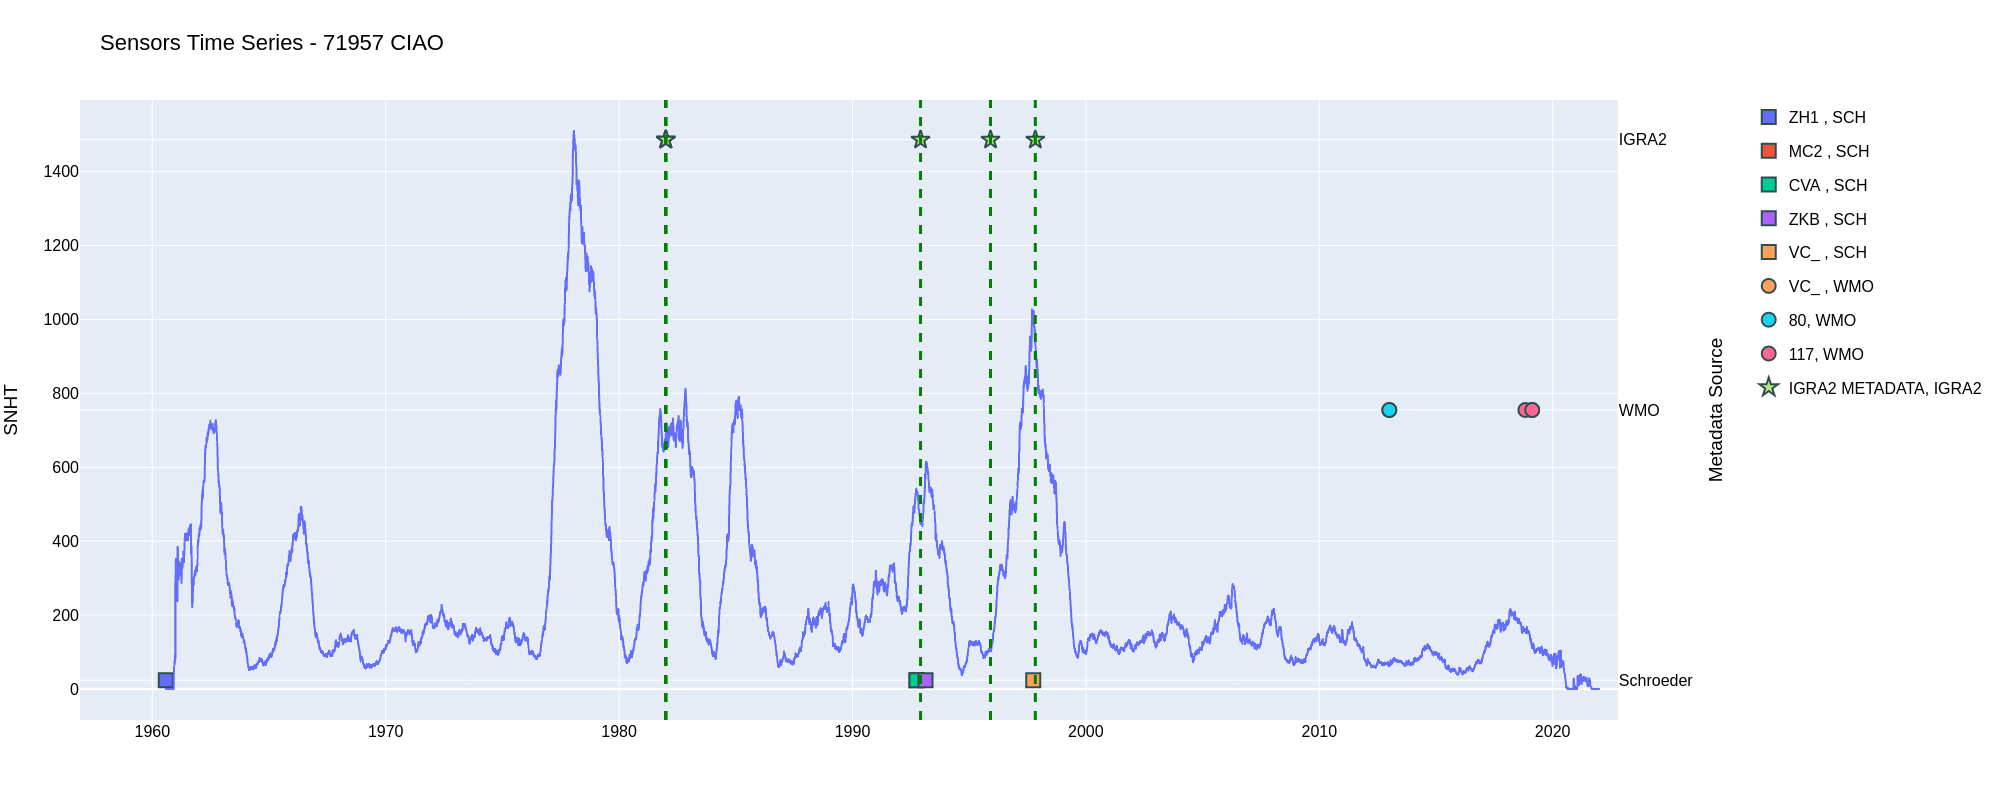 Sensors Time Series - 71957 CIAO
SNHT
1400
1200
1000
800
600
400
200
0
1960
1970
1980
1990
2000
2010
2020
IGRA2
WMO
Schroeder
Metadata Source
ZH1 , SCH
MC2 , SCH
CVA , SCH
ZKB , SCH
VC_ , SCH
VC_ , WMO
80, WMO
117, WMO
IGRA2 METADATA, IGRA2